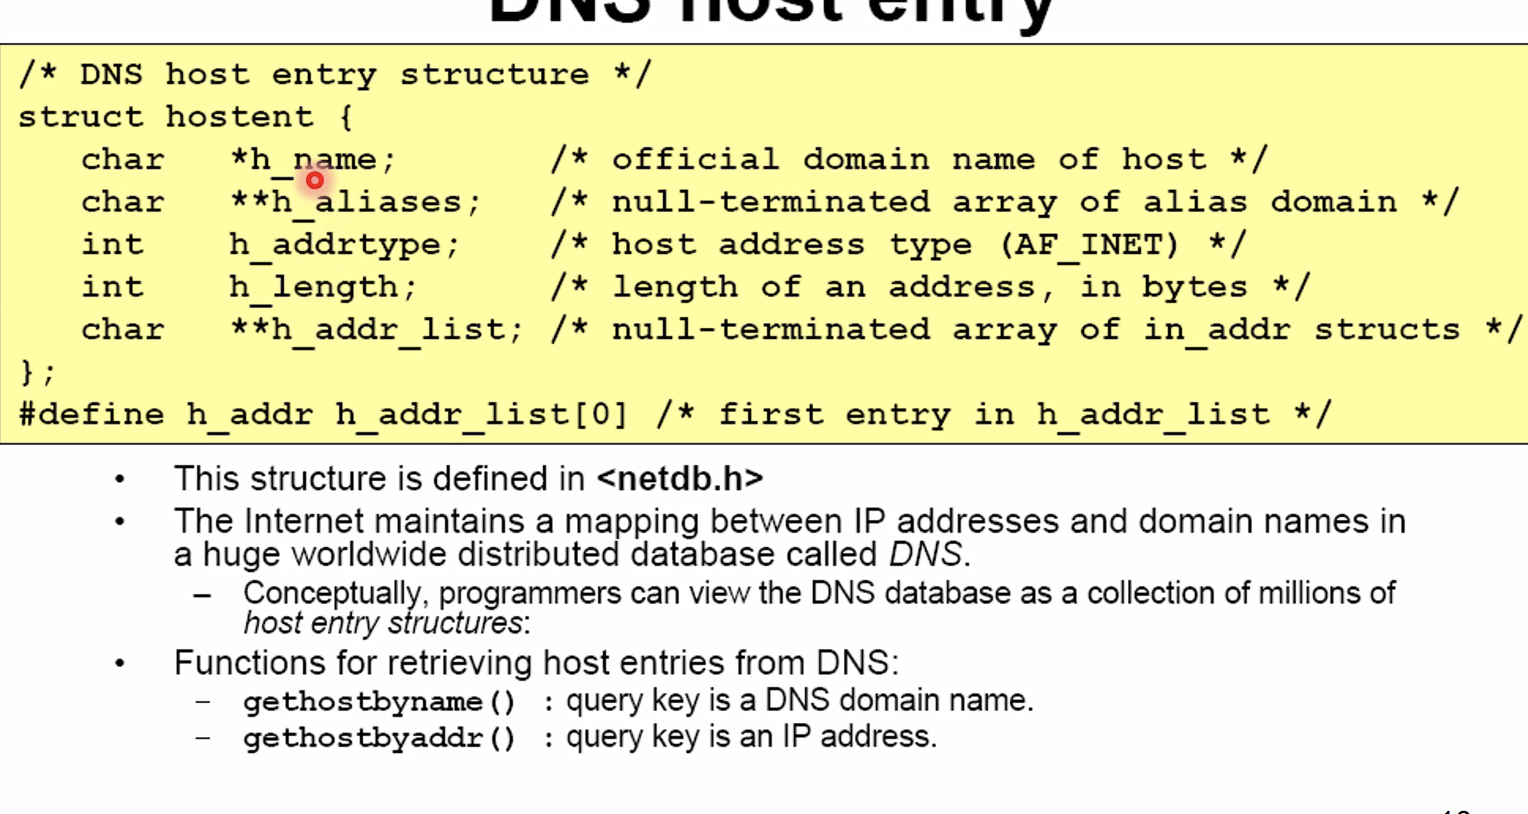 DNS host entry
/* DNS host entry structure */
struct hostent {
char *h_name; /* official domain name of host */
char **h_aliases; /* null-terminated array of alias domain */
int h_addrtype; /* host address type (AF_INET) */
int h_length; /* length of an address, in bytes */
char **h_addr_list; /* null-terminated array of in_addr structs */
};
#define h_addr h_addr_list[0] /* first entry in h_addr_list */
• This structure is defined in <netdb.h>
• The Internet maintains a mapping between IP addresses and domain names in
a huge worldwide distributed database called DNS.
– Conceptually, programmers can view the DNS database as a collection of millions of
host entry structures:
• Functions for retrieving host entries from DNS:
– gethostbyname() : query key is a DNS domain name.
– gethostbyaddr() : query key is an IP address.